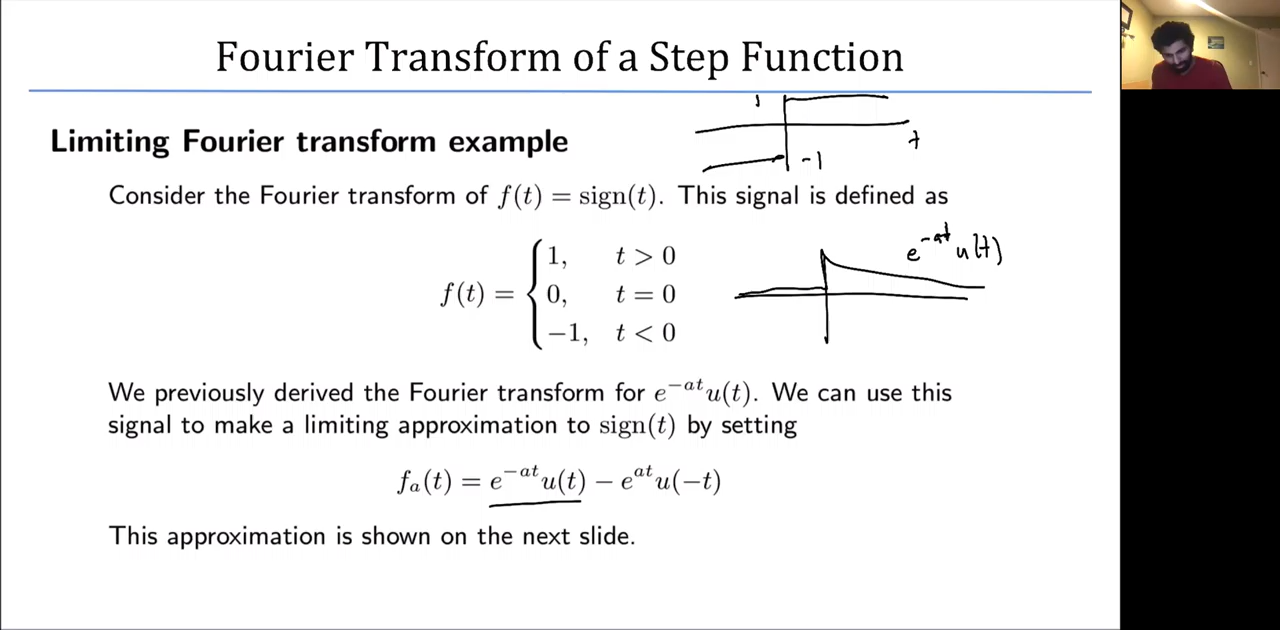 Fourier Transform of a Step Function
1
t
-1
Limiting Fourier transform example
Consider the Fourier transform of f(t) = sign(t). This signal is defined as
f(t) = { 1, t > 0
0, t = 0
−1, t < 0
e^{-at} u(t)
We previously derived the Fourier transform for e^{−at}u(t). We can use this
signal to make a limiting approximation to sign(t) by setting
f_a(t) = e^{−at}u(t) − e^{at}u(−t)
This approximation is shown on the next slide.